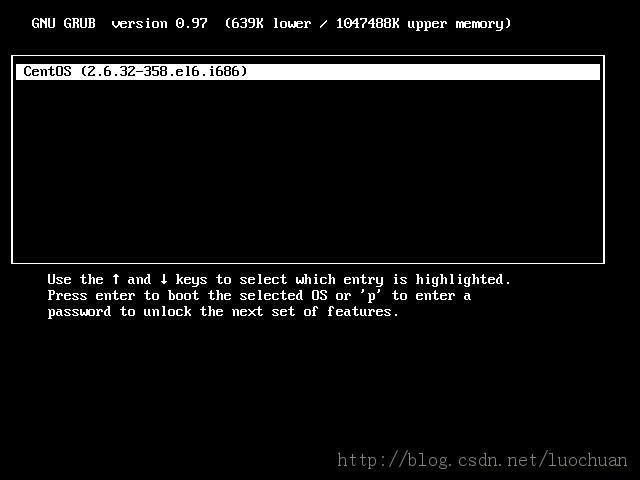 GNU GRUB  version 0.97  (639K lower / 1047488K upper memory)
CentOS (2.6.32-358.el6.i686)
Use the ↑ and ↓ keys to select which entry is highlighted.
Press enter to boot the selected OS or 'p' to enter a
password to unlock the next set of features.
http://blog.csdn.net/luochuan